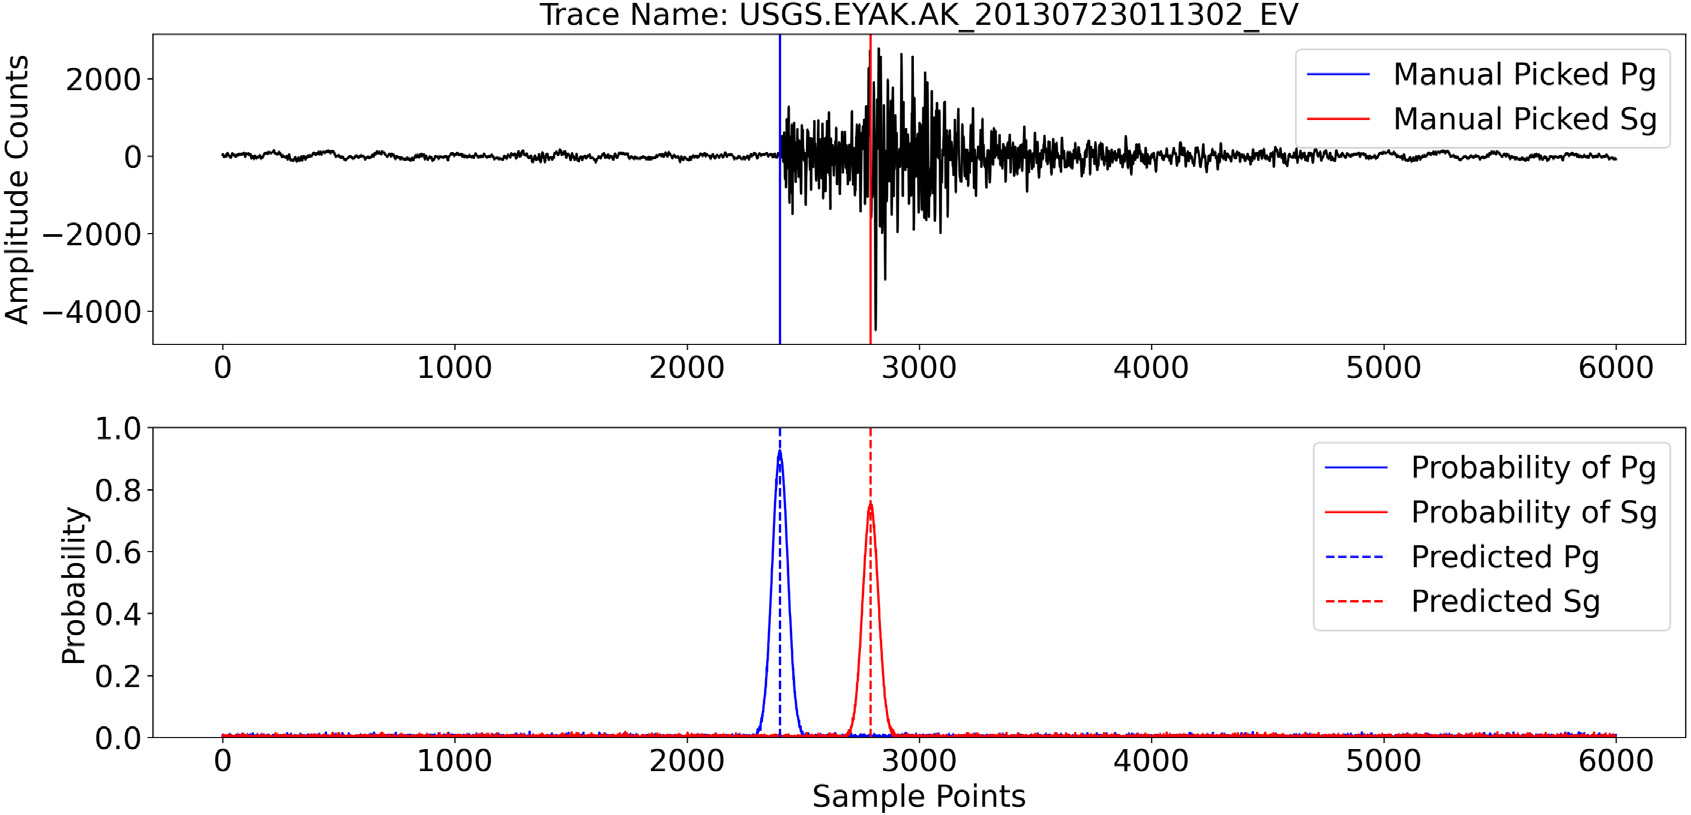 Trace Name: USGS.EYAK.AK_20130723011302_EV
Amplitude Counts
2000
0
−2000
−4000
Manual Picked Pg
Manual Picked Sg
0 1000 2000 3000 4000 5000 6000
Probability
1.0
0.8
0.6
0.4
0.2
0.0
Probability of Pg
Probability of Sg
Predicted Pg
Predicted Sg
0 1000 2000 3000 4000 5000 6000
Sample Points